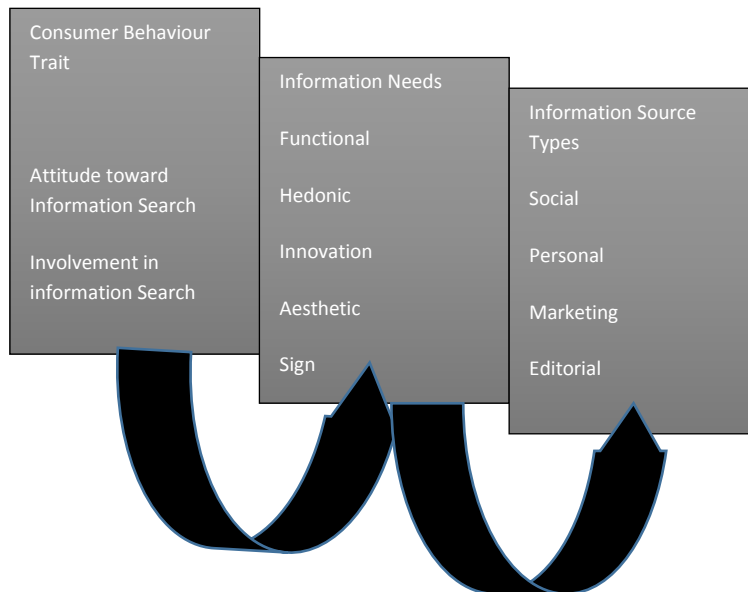 Consumer Behaviour
Trait
Attitude toward
Information Search
Involvement in
information Search
Information Needs
Functional
Hedonic
Innovation
Aesthetic
Sign
Information Source
Types
Social
Personal
Marketing
Editorial